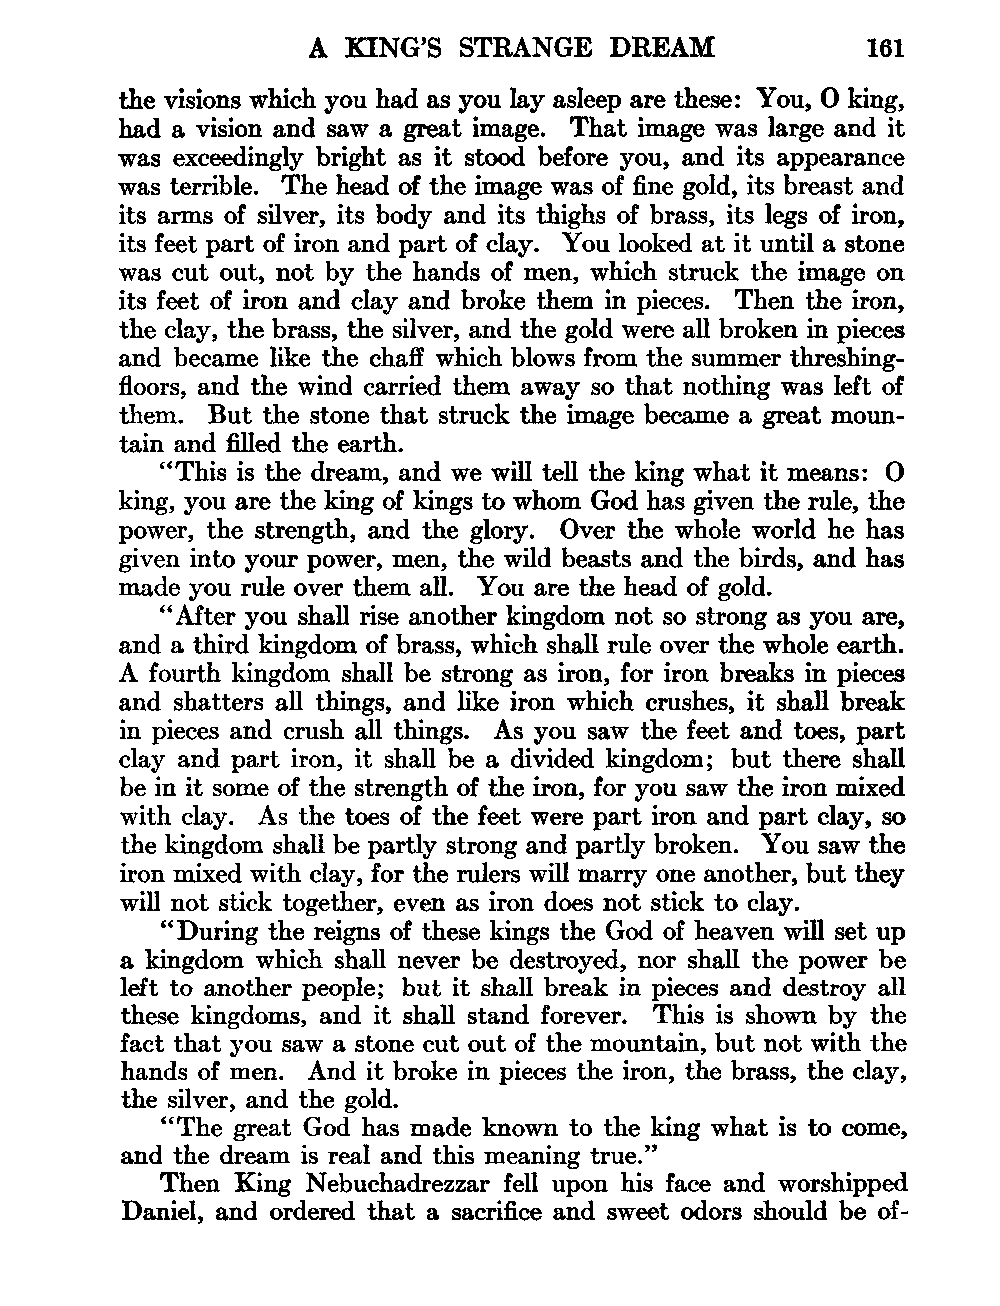 A KING'S STRANGE DREAM 161
the visions which you had as you lay asleep are these: You, O king,
had a vision and saw a great image. That image was large and it
was exceedingly bright as it stood before you, and its appearance
was terrible. The head of the image was of fine gold, its breast and
its arms of silver, its body and its thighs of brass, its legs of iron,
its feet part of iron and part of clay. You looked at it until a stone
was cut out, not by the hands of men, which struck the image on
its feet of iron and clay and broke them in pieces. Then the iron,
the clay, the brass, the silver, and the gold were all broken in pieces
and became like the chaff which blows from the summer threshing-
floors, and the wind carried them away so that nothing was left of
them. But the stone that struck the image became a great moun-
tain and filled the earth.
"This is the dream, and we will tell the king what it means: O
king, you are the king of kings to whom God has given the rule, the
power, the strength, and the glory. Over the whole world he has
given into your power, men, the wild beasts and the birds, and has
made you rule over them all. You are the head of gold.
"After you shall rise another kingdom not so strong as you are,
and a third kingdom of brass, which shall rule over the whole earth.
A fourth kingdom shall be strong as iron, for iron breaks in pieces
and shatters all things, and like iron which crushes, it shall break
in pieces and crush all things. As you saw the feet and toes, part
clay and part iron, it shall be a divided kingdom; but there shall
be in it some of the strength of the iron, for you saw the iron mixed
with clay. As the toes of the feet were part iron and part clay, so
the kingdom shall be partly strong and partly broken. You saw the
iron mixed with clay, for the rulers will marry one another, but they
will not stick together, even as iron does not stick to clay.
"During the reigns of these kings the God of heaven will set up
a kingdom which shall never be destroyed, nor shall the power be
left to another people; but it shall break in pieces and destroy all
these kingdoms, and it shall stand forever. This is shown by the
fact that you saw a stone cut out of the mountain, but not with the
hands of men. And it broke in pieces the iron, the brass, the clay,
the silver, and the gold.
"The great God has made known to the king what is to come,
and the dream is real and this meaning true."
Then King Nebuchadrezzar fell upon his face and worshipped
Daniel, and ordered that a sacrifice and sweet odors should be of-